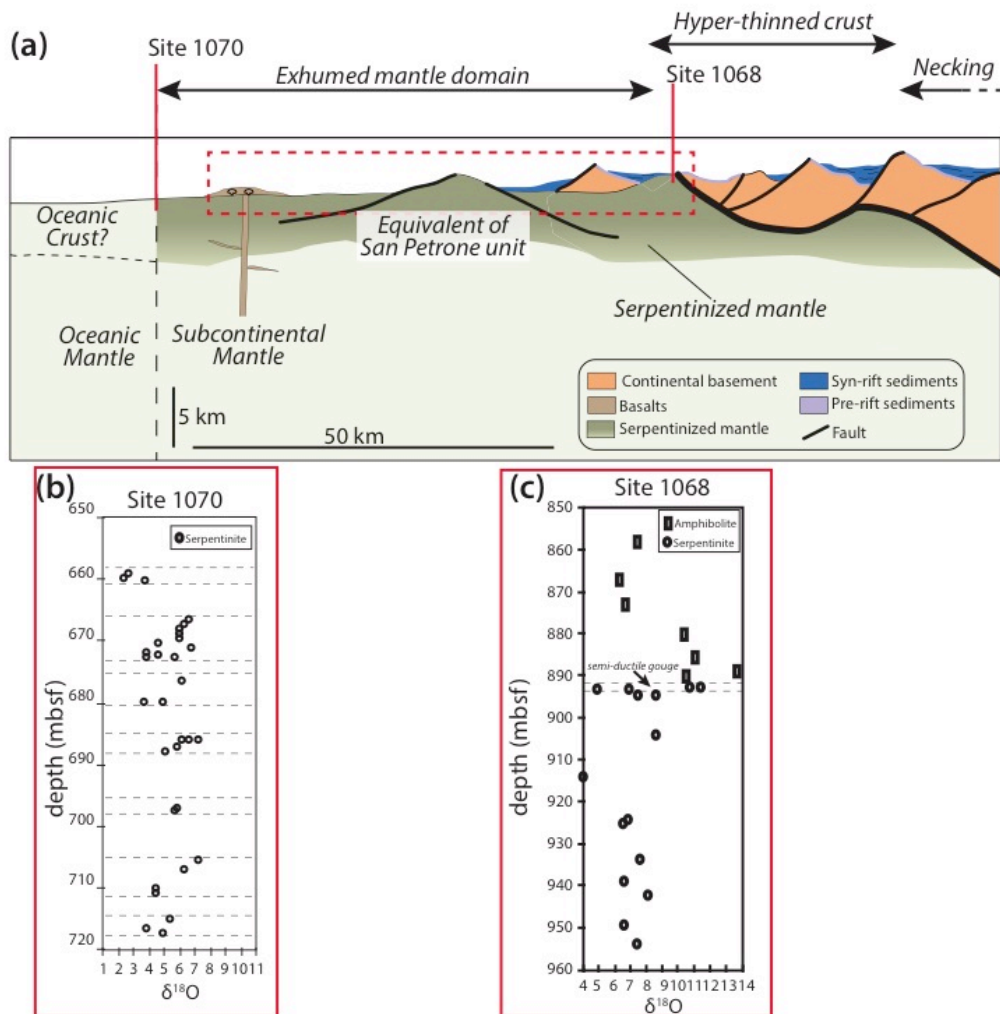 (a)
Site 1070
Hyper-thinned crust
Exhumed mantle domain
Site 1068
Necking
Oceanic
Crust?
Equivalent of
San Petrone unit
Serpentinized mantle
Oceanic
Mantle
Subcontinental
Mantle
5 km
50 km
Continental basement
Basalts
Serpentinized mantle
Syn-rift sediments
Pre-rift sediments
Fault
(b)
Site 1070
Serpentinite
650
660
670
680
690
700
710
720
depth (mbsf)
1 2 3 4 5 6 7 8 9 10 11
δ18O
(c)
Site 1068
Amphibolite
Serpentinite
semi-ductile gouge
850
860
870
880
890
900
910
920
930
940
950
960
depth (mbsf)
4 5 6 7 8 9 10 11 12 13 14
δ18O